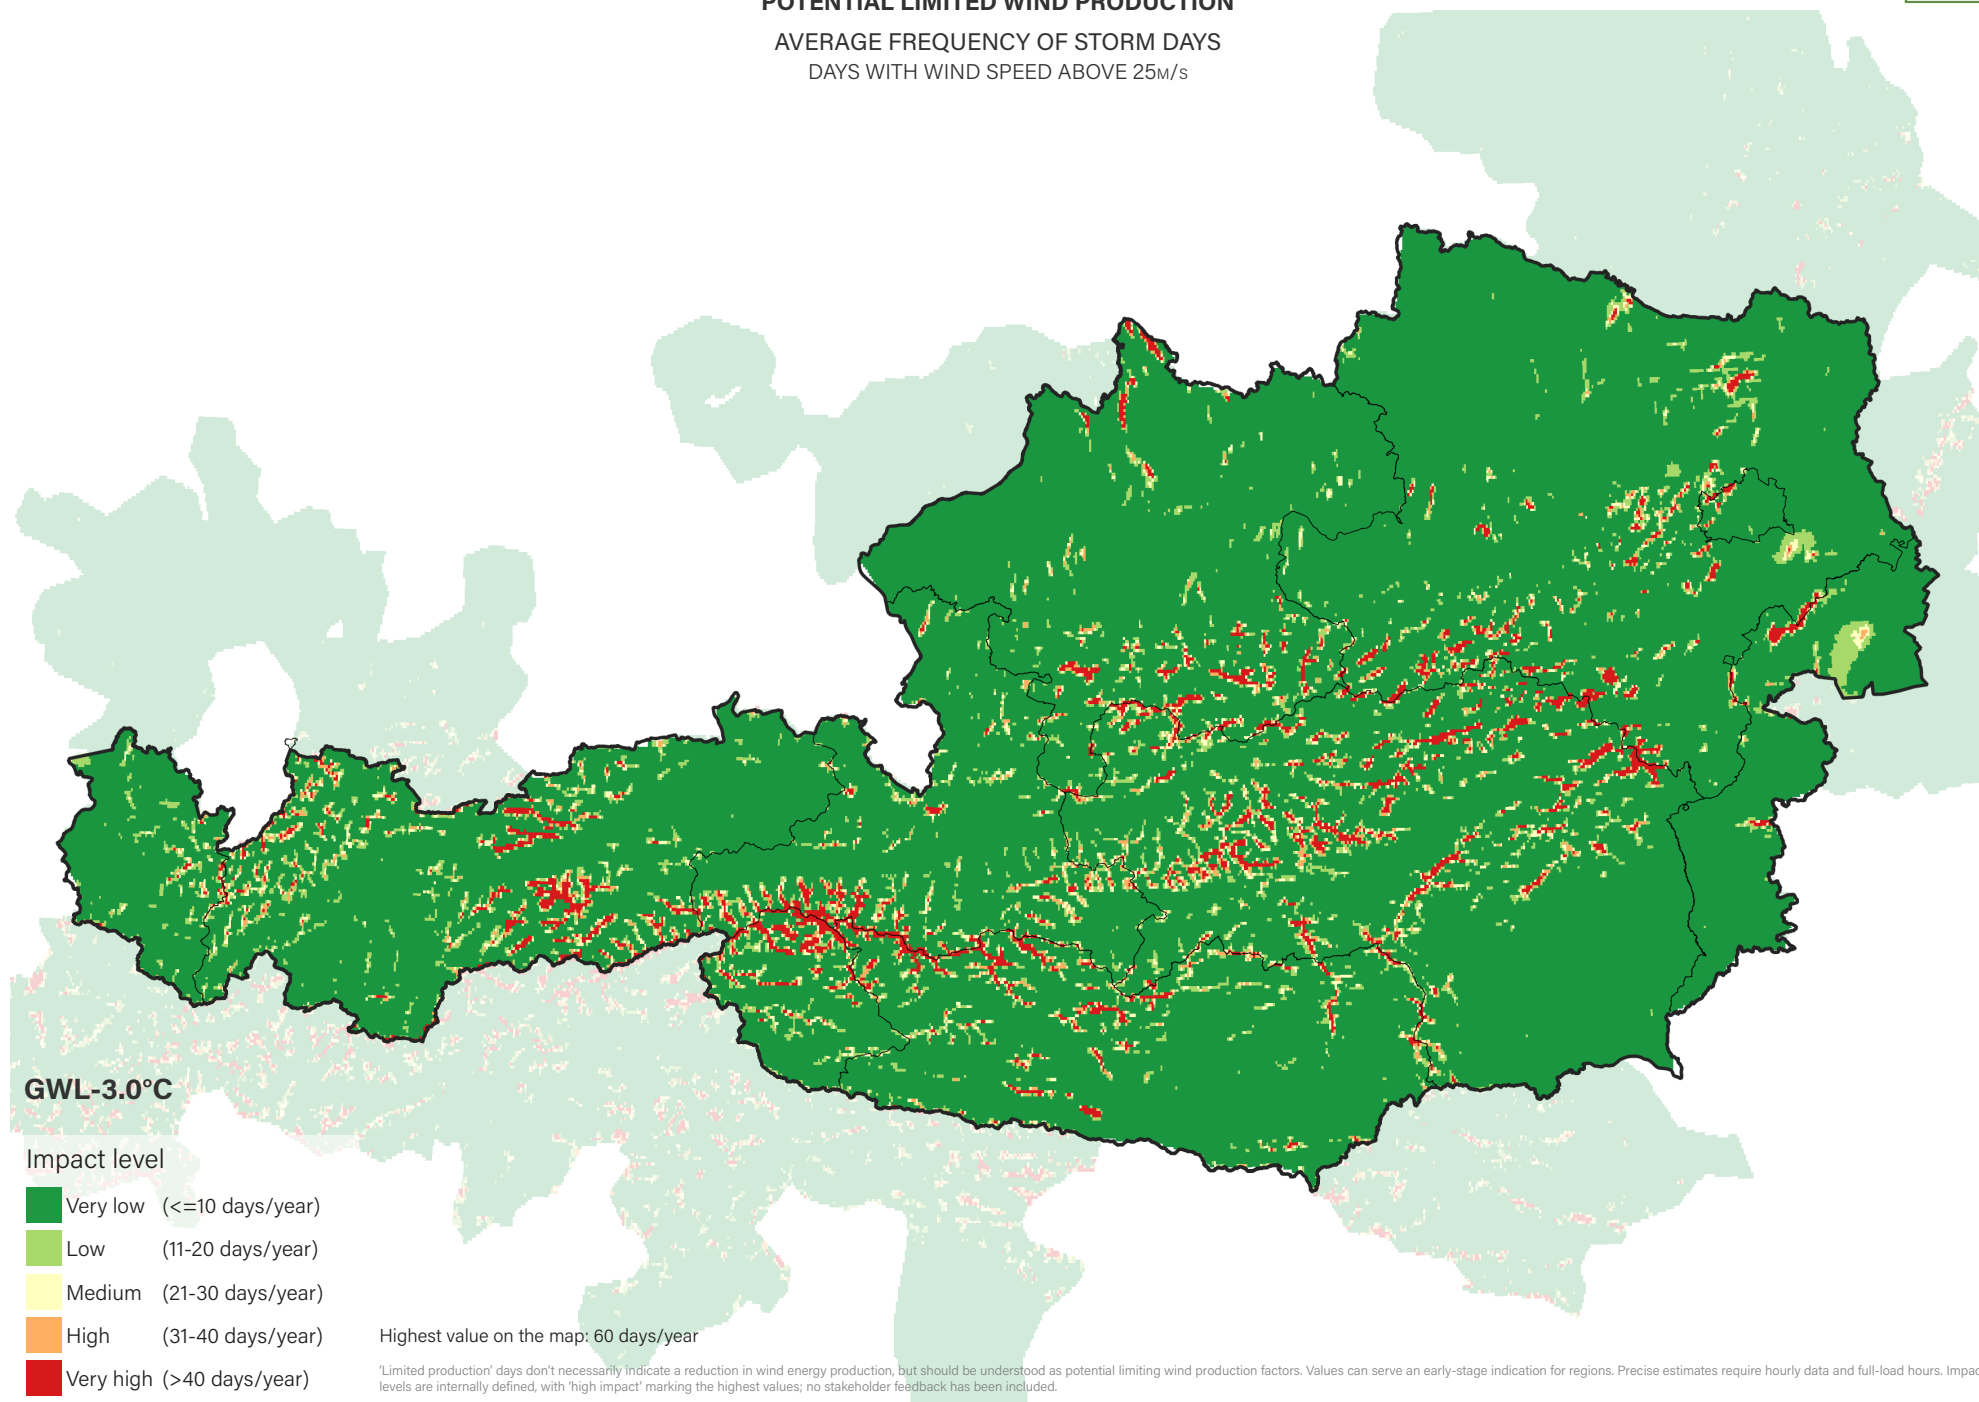 POTENTIAL LIMITED WIND PRODUCTION
AVERAGE FREQUENCY OF STORM DAYS
DAYS WITH WIND SPEED ABOVE 25M/S
GWL-3.0°C
Impact level
Very low (<=10 days/year)
Low (11-20 days/year)
Medium (21-30 days/year)
High (31-40 days/year)
Very high (>40 days/year)
Highest value on the map: 60 days/year
'Limited production' days don't necessarily indicate a reduction in wind energy production, but should be understood as potential limiting wind production factors. Values can serve an early-stage indication for regions. Precise estimates require hourly data and full-load hours. Impac
levels are internally defined, with 'high impact' marking the highest values; no stakeholder feedback has been included.